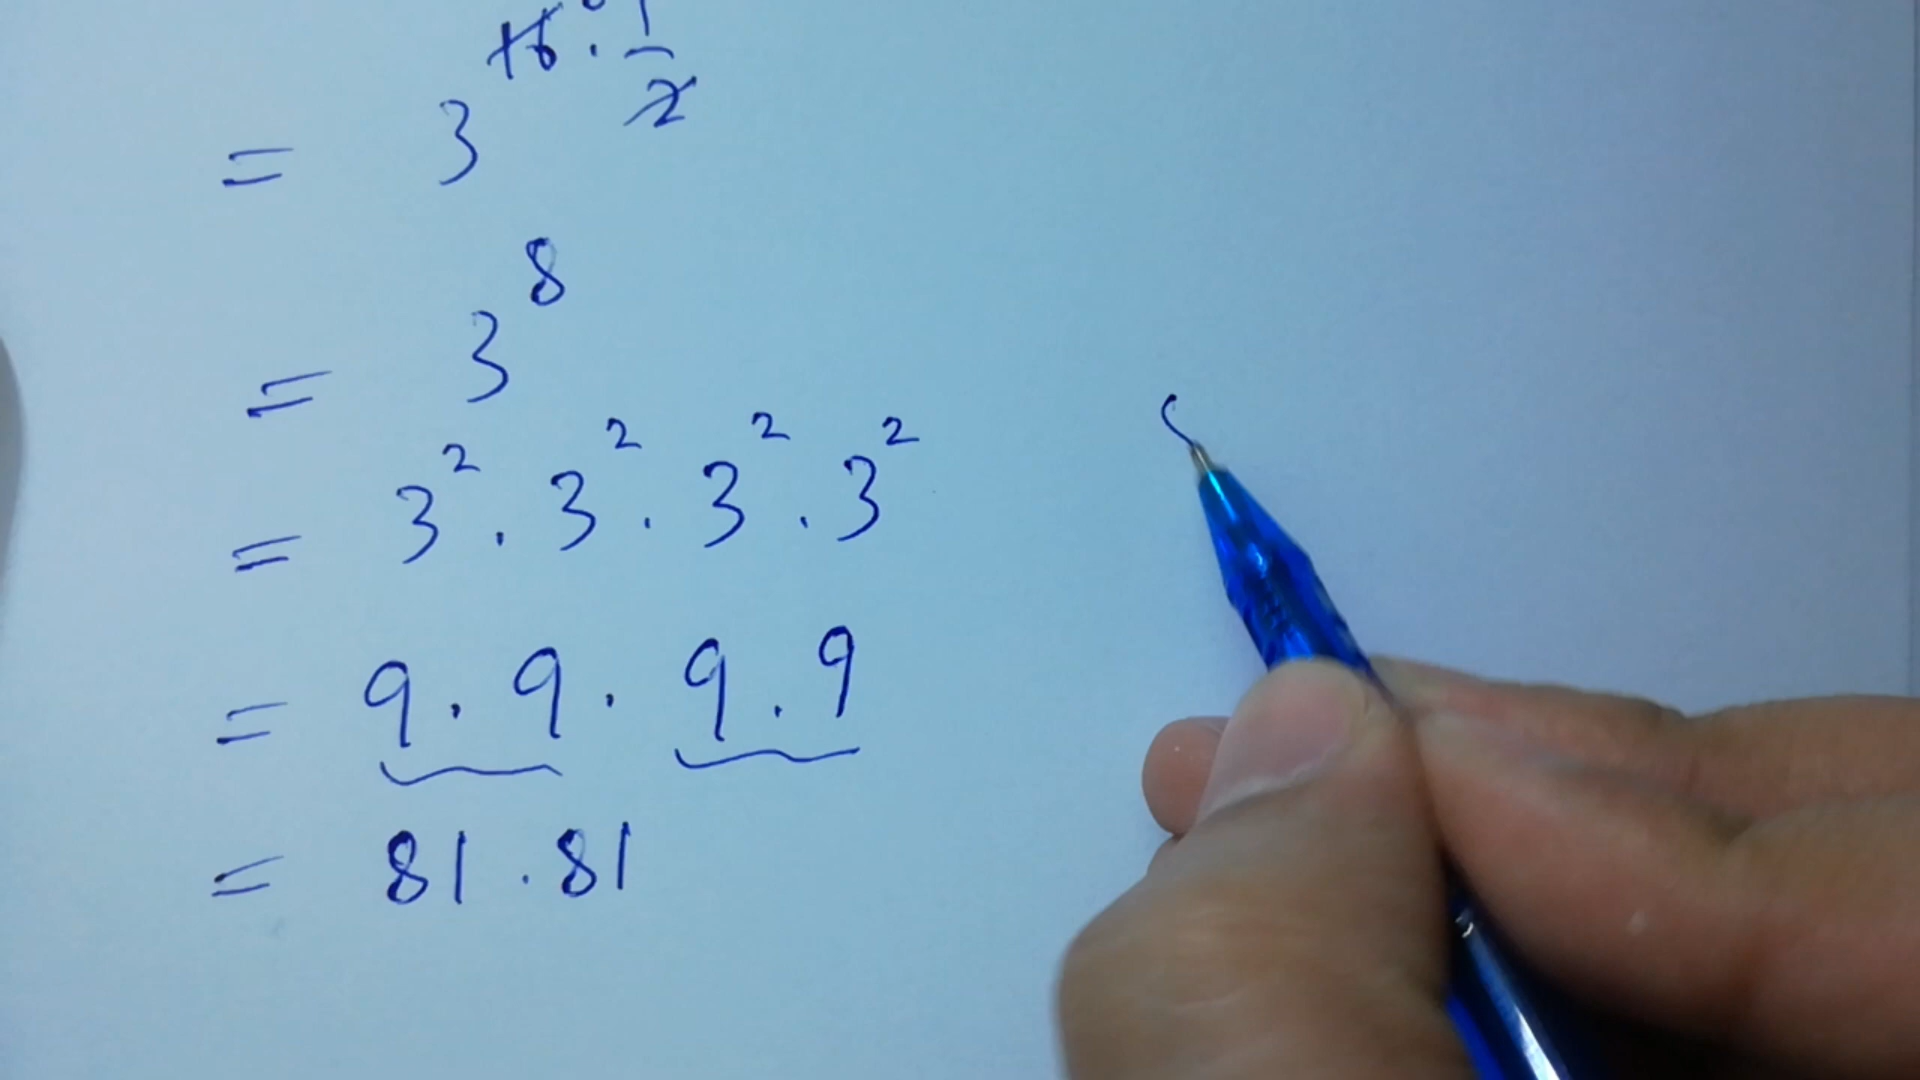 = 3^{16 · 1/2}
= 3^8
= 3^2 . 3^2 . 3^2 . 3^2
= 9 . 9 . 9 . 9
= 81 . 81